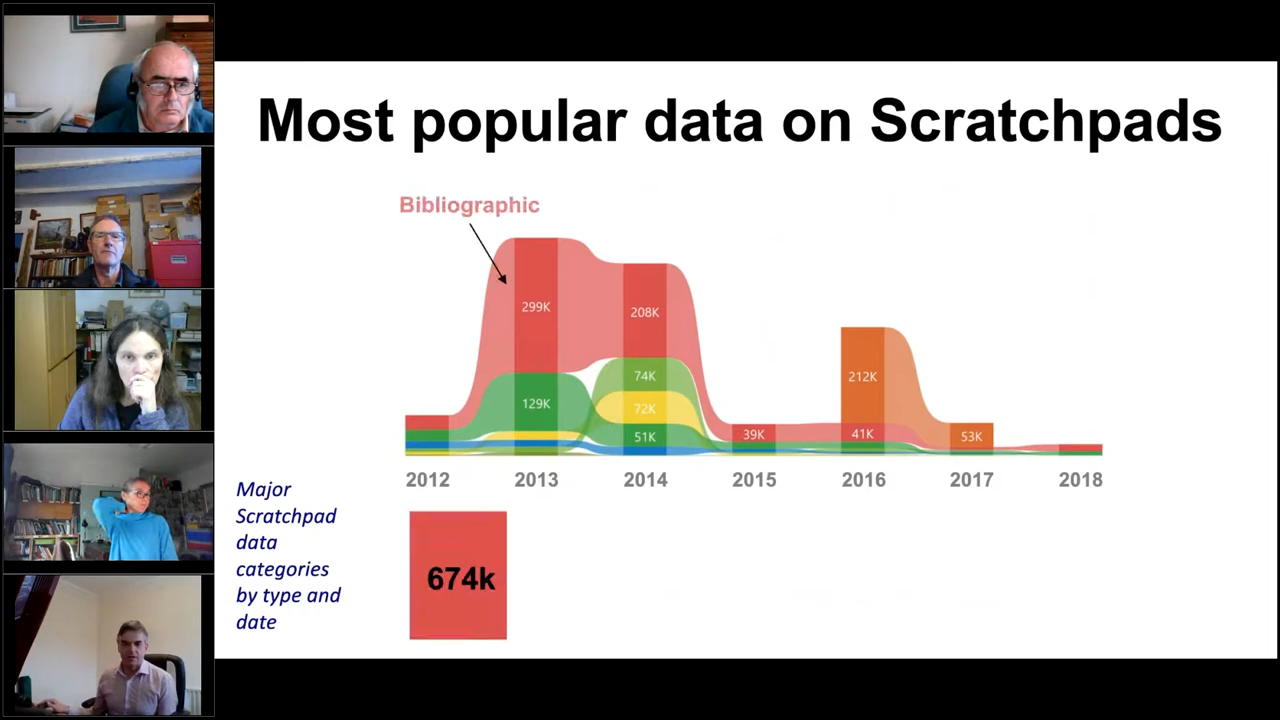 Most popular data on Scratchpads
Bibliographic
299K
208K
74K
72K
129K
51K
39K
212K
41K
53K
2012 2013 2014 2015 2016 2017 2018
Major
Scratchpad
data
categories
by type and
date
674k